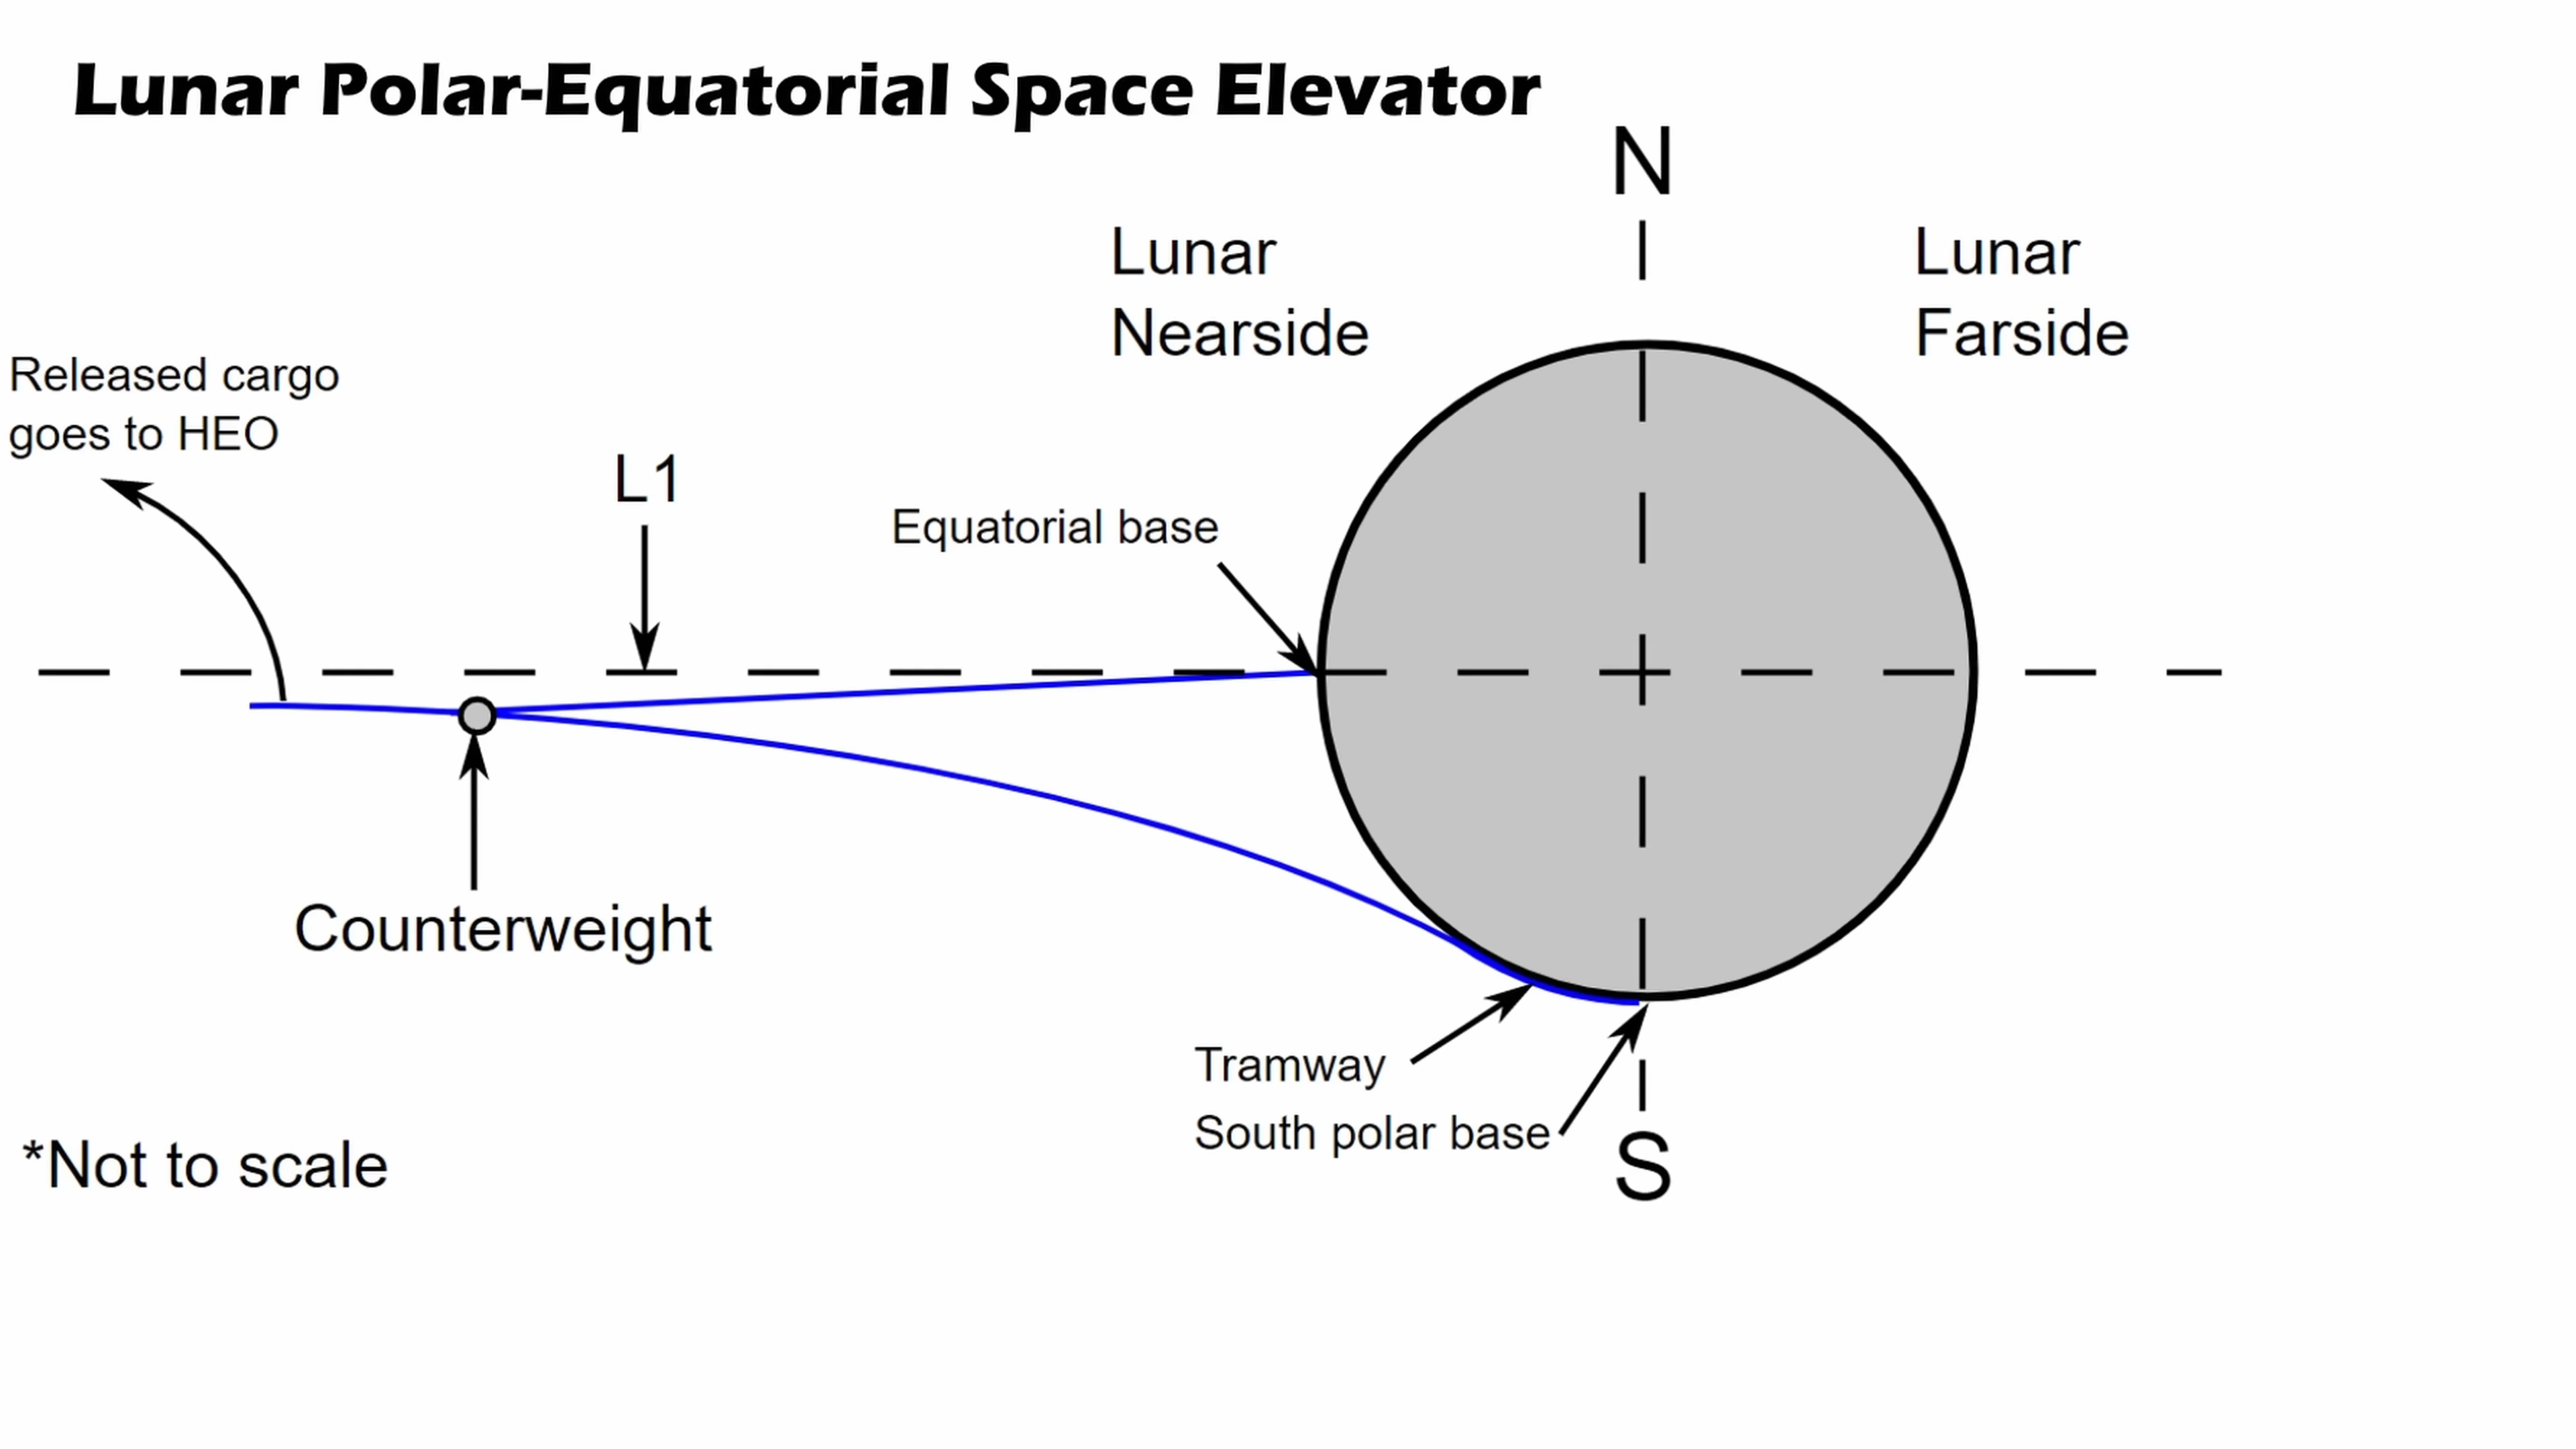 Lunar Polar-Equatorial Space Elevator
N
Lunar
Nearside
Lunar
Farside
Released cargo
goes to HEO
L1
Equatorial base
Counterweight
Tramway
South polar base
S
*Not to scale